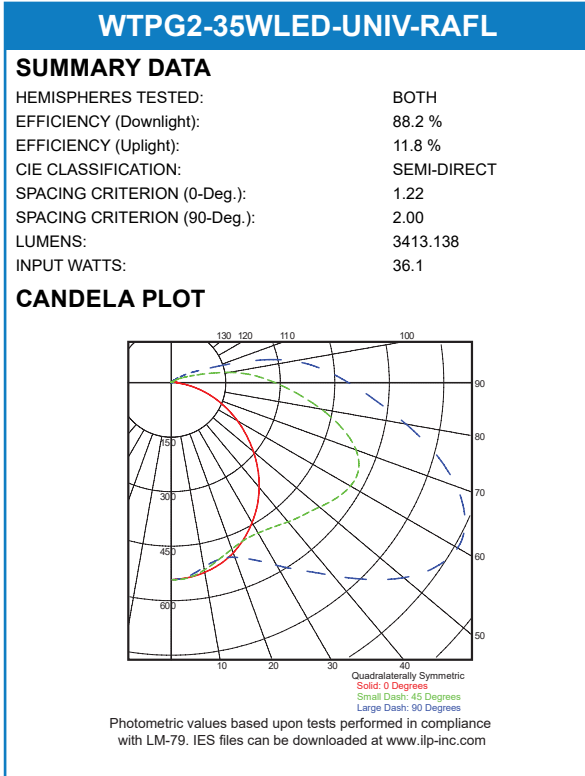 WTPG2-35WLED-UNIV-RAFL
SUMMARY DATA
HEMISPHERES TESTED: BOTH
EFFICIENCY (Downlight): 88.2 %
EFFICIENCY (Uplight): 11.8 %
CIE CLASSIFICATION: SEMI-DIRECT
SPACING CRITERION (0-Deg.): 1.22
SPACING CRITERION (90-Deg.): 2.00
LUMENS: 3413.138
INPUT WATTS: 36.1
CANDELA PLOT
130 120 110 100
90
80
150
70
300
450
60
600
50
10 20 30 40
Quadralaterally Symmetric
Solid: 0 Degrees
Small Dash: 45 Degrees
Large Dash: 90 Degrees
Photometric values based upon tests performed in compliance
with LM-79. IES files can be downloaded at www.ilp-inc.com